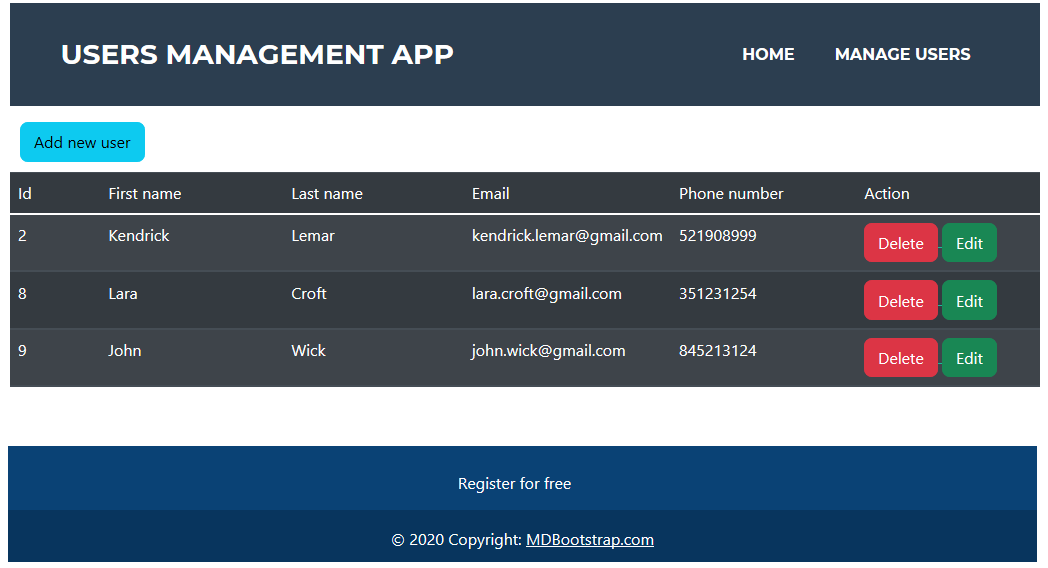 USERS MANAGEMENT APP HOME MANAGE USERS
Add new user
Id First name Last name Email Phone number Action
2 Kendrick Lemar kendrick.lemar@gmail.com 521908999 Delete Edit
8 Lara Croft lara.croft@gmail.com 351231254 Delete Edit
9 John Wick john.wick@gmail.com 845213124 Delete Edit
Register for free
© 2020 Copyright: MDBootstrap.com